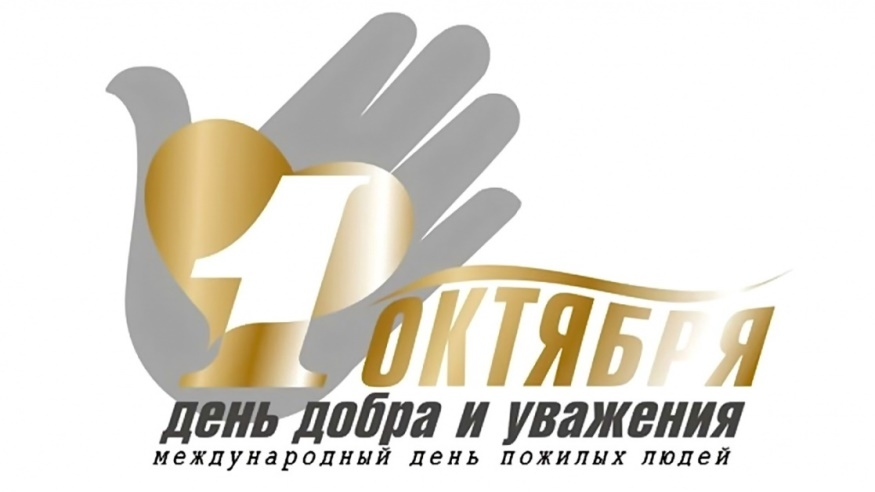 1 ОКТЯБРЯ
день добра и уважения
международный день пожилых людей